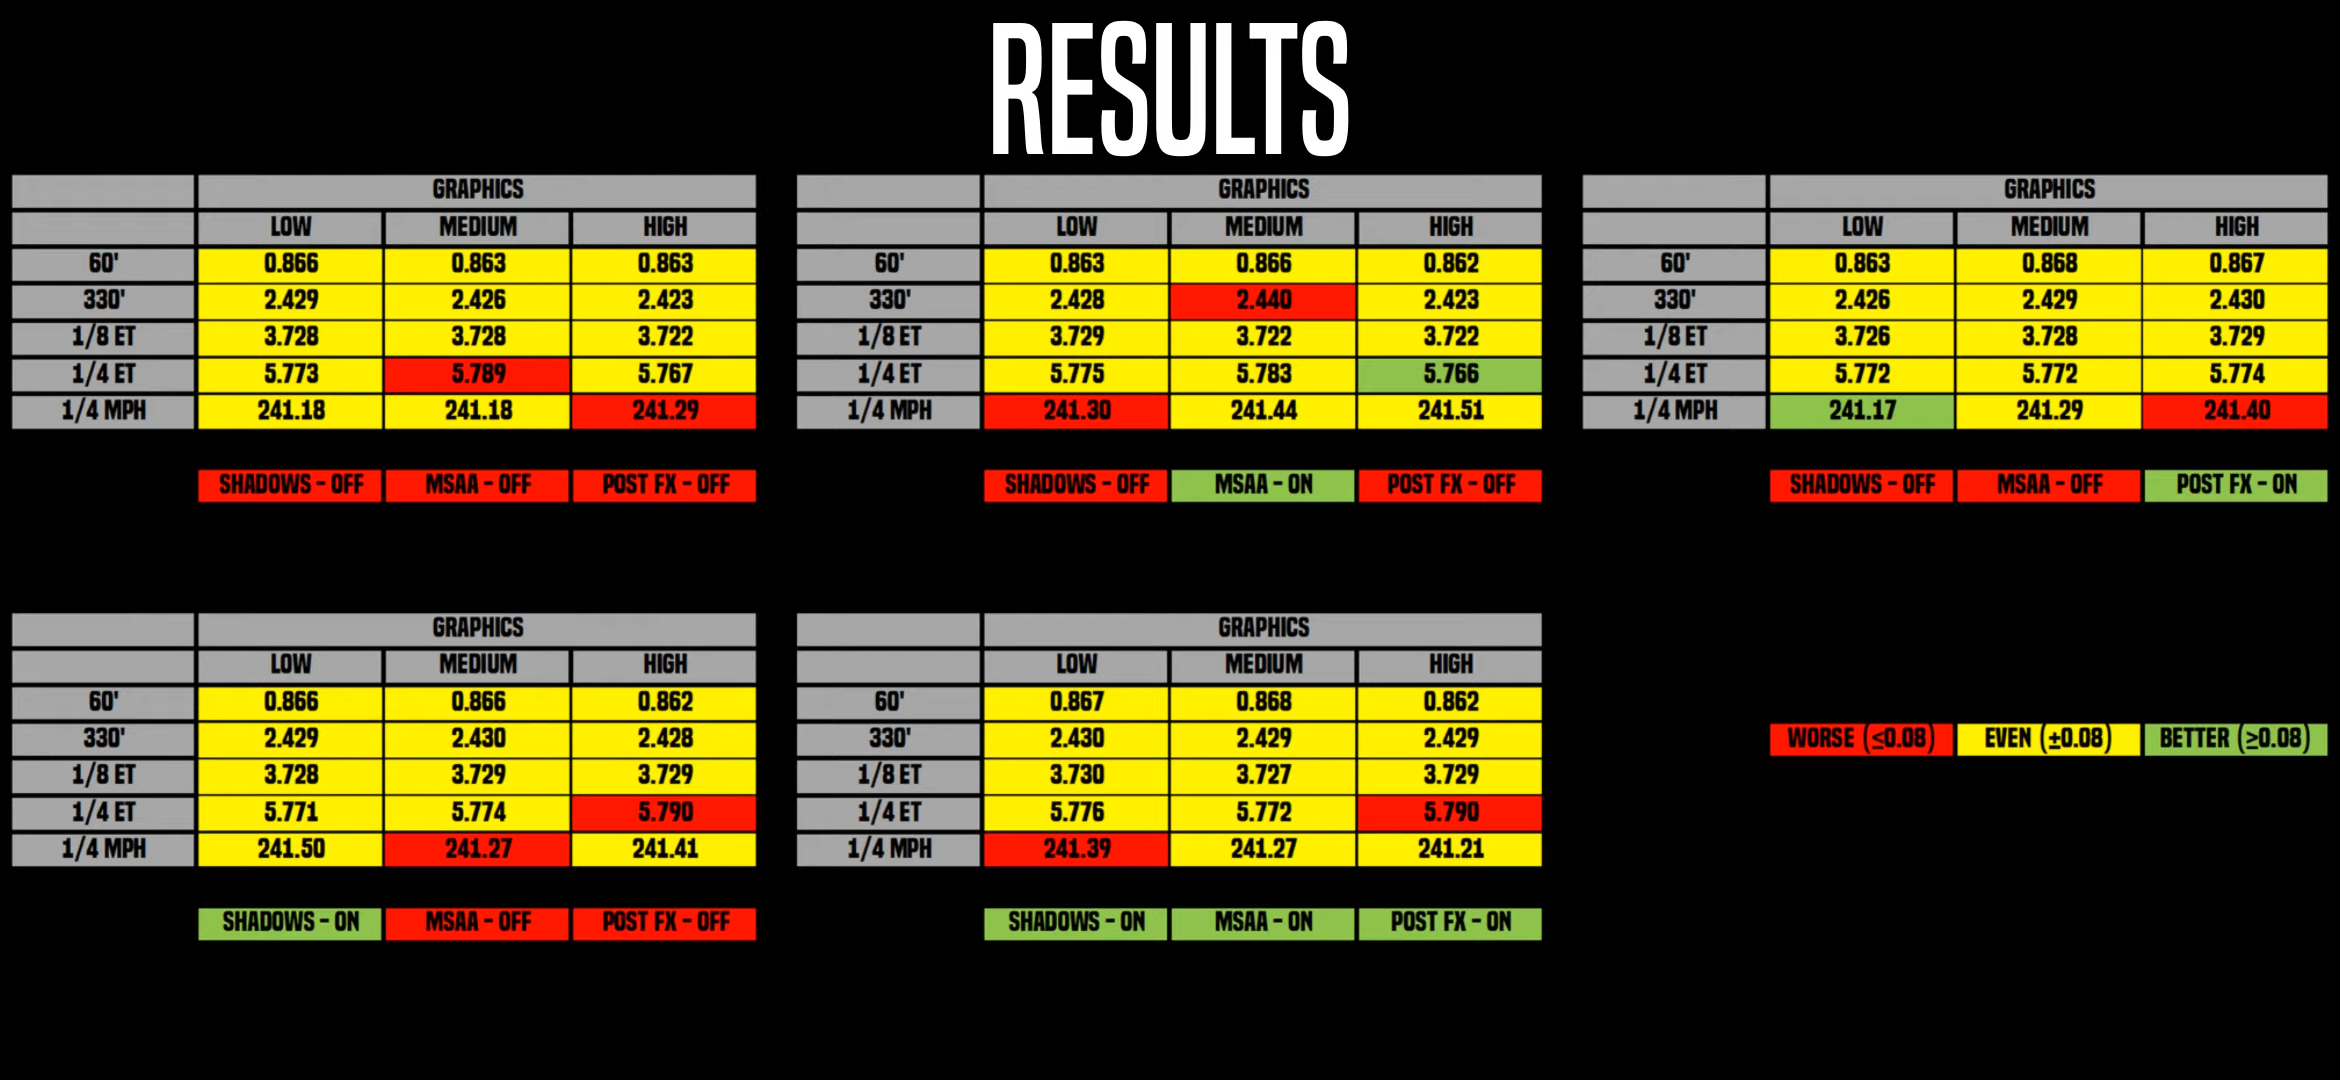 RESULTS
GRAPHICS
LOW MEDIUM HIGH
60' 0.866 0.863 0.863
330' 2.429 2.426 2.423
1/8 ET 3.728 3.728 3.722
1/4 ET 5.773 5.789 5.767
1/4 MPH 241.18 241.18 241.29
SHADOWS - OFF MSAA - OFF POST FX - OFF
GRAPHICS
LOW MEDIUM HIGH
60' 0.863 0.866 0.862
330' 2.428 2.440 2.423
1/8 ET 3.729 3.722 3.722
1/4 ET 5.775 5.783 5.766
1/4 MPH 241.30 241.44 241.51
SHADOWS - OFF MSAA - ON POST FX - OFF
GRAPHICS
LOW MEDIUM HIGH
60' 0.863 0.868 0.867
330' 2.426 2.429 2.430
1/8 ET 3.726 3.728 3.729
1/4 ET 5.772 5.772 5.774
1/4 MPH 241.17 241.29 241.40
SHADOWS - OFF MSAA - OFF POST FX - ON
GRAPHICS
LOW MEDIUM HIGH
60' 0.866 0.866 0.862
330' 2.429 2.430 2.428
1/8 ET 3.728 3.729 3.729
1/4 ET 5.771 5.774 5.790
1/4 MPH 241.50 241.27 241.41
SHADOWS - ON MSAA - OFF POST FX - OFF
GRAPHICS
LOW MEDIUM HIGH
60' 0.867 0.868 0.862
330' 2.430 2.429 2.429
1/8 ET 3.730 3.727 3.729
1/4 ET 5.776 5.772 5.790
1/4 MPH 241.39 241.27 241.21
SHADOWS - ON MSAA - ON POST FX - ON
WORSE (≤0.08) EVEN (±0.08) BETTER (≥0.08)